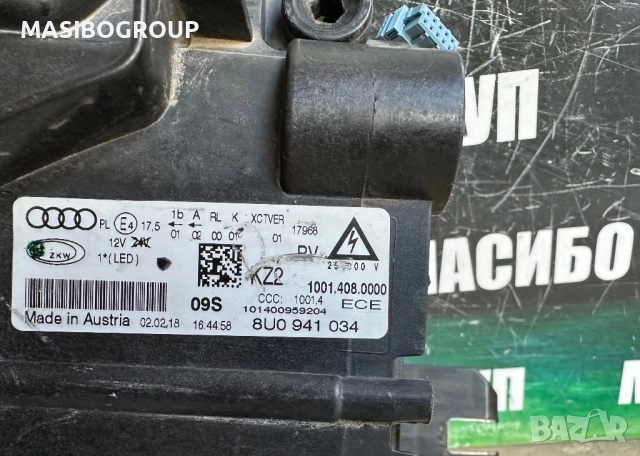 MASIBOGROUP
1b A RL K XCTVER
PL E4 17,5 17968
01 02 00 01 01
12V 24V
ZKW 1*(LED)
25000 V
KZ2
1001.408.0000
09S CCC: 1001.4 ECE
101400959204
Made in Austria 02.02.18 16:44:58 8U0 941 034
УП
СПАСИБО
УП
BAZAR